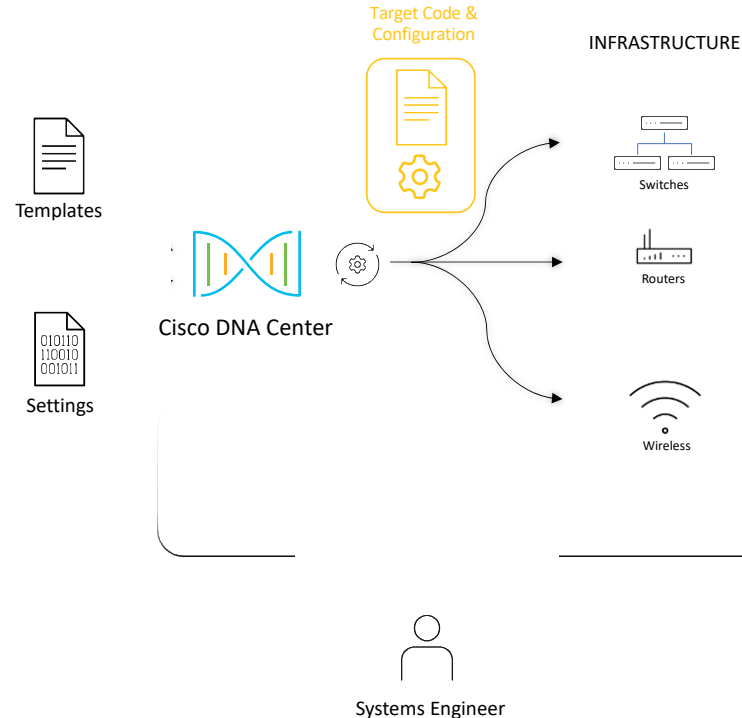 Target Code &
Configuration
INFRASTRUCTURE
Templates
Switches
Routers
Cisco DNA Center
010110
110010
001011
Settings
Wireless
Systems Engineer